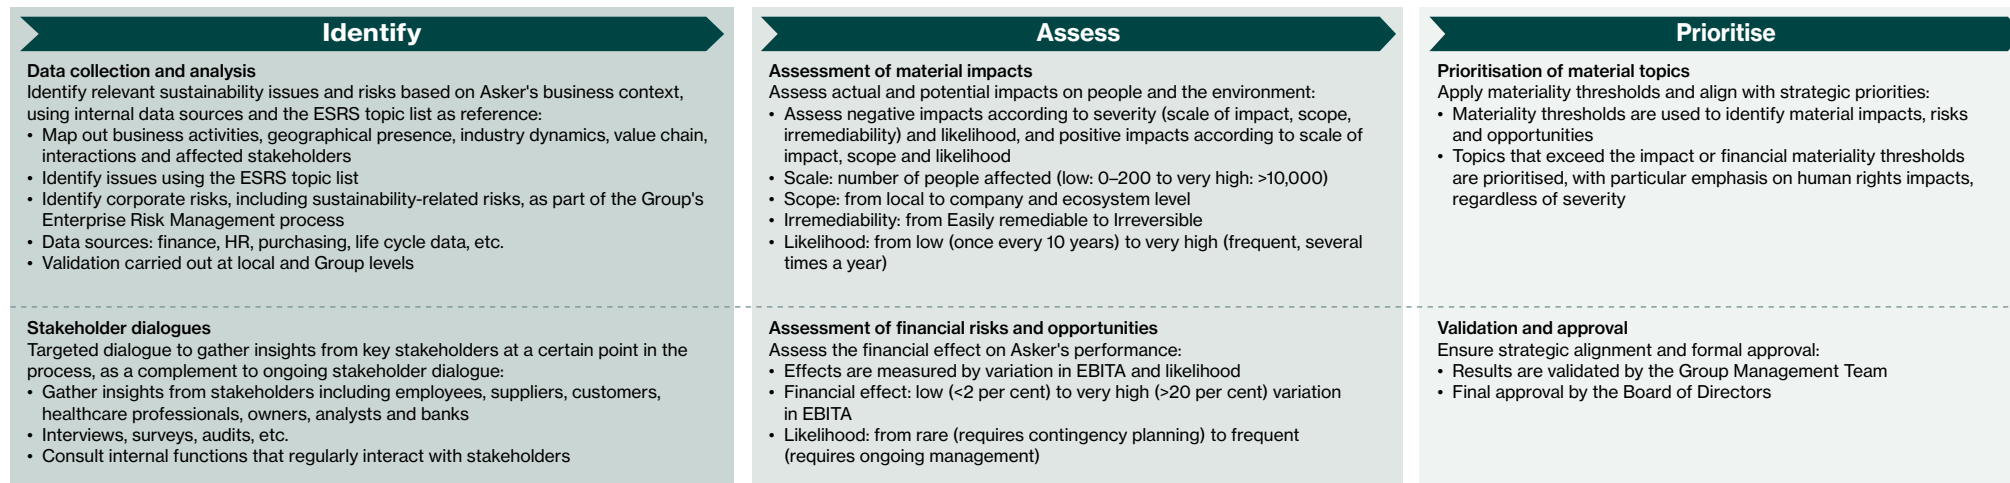 Identify
Data collection and analysis
Identify relevant sustainability issues and risks based on Asker's business context,
using internal data sources and the ESRS topic list as reference:
• Map out business activities, geographical presence, industry dynamics, value chain,
interactions and affected stakeholders
• Identify issues using the ESRS topic list
• Identify corporate risks, including sustainability-related risks, as part of the Group's
Enterprise Risk Management process
• Data sources: finance, HR, purchasing, life cycle data, etc.
• Validation carried out at local and Group levels
Stakeholder dialogues
Targeted dialogue to gather insights from key stakeholders at a certain point in the
process, as a complement to ongoing stakeholder dialogue:
• Gather insights from stakeholders including employees, suppliers, customers,
healthcare professionals, owners, analysts and banks
• Interviews, surveys, audits, etc.
• Consult internal functions that regularly interact with stakeholders
Assess
Assessment of material impacts
Assess actual and potential impacts on people and the environment:
• Assess negative impacts according to severity (scale of impact, scope,
irremediability) and likelihood, and positive impacts according to scale of
impact, scope and likelihood
• Scale: number of people affected (low: 0–200 to very high: >10,000)
• Scope: from local to company and ecosystem level
• Irremediability: from Easily remediable to Irreversible
• Likelihood: from low (once every 10 years) to very high (frequent, several
times a year)
Assessment of financial risks and opportunities
Assess the financial effect on Asker's performance:
• Effects are measured by variation in EBITA and likelihood
• Financial effect: low (<2 per cent) to very high (>20 per cent) variation
in EBITA
• Likelihood: from rare (requires contingency planning) to frequent
(requires ongoing management)
Prioritise
Prioritisation of material topics
Apply materiality thresholds and align with strategic priorities:
• Materiality thresholds are used to identify material impacts, risks
and opportunities
• Topics that exceed the impact or financial materiality thresholds
are prioritised, with particular emphasis on human rights impacts,
regardless of severity
Validation and approval
Ensure strategic alignment and formal approval:
• Results are validated by the Group Management Team
• Final approval by the Board of Directors